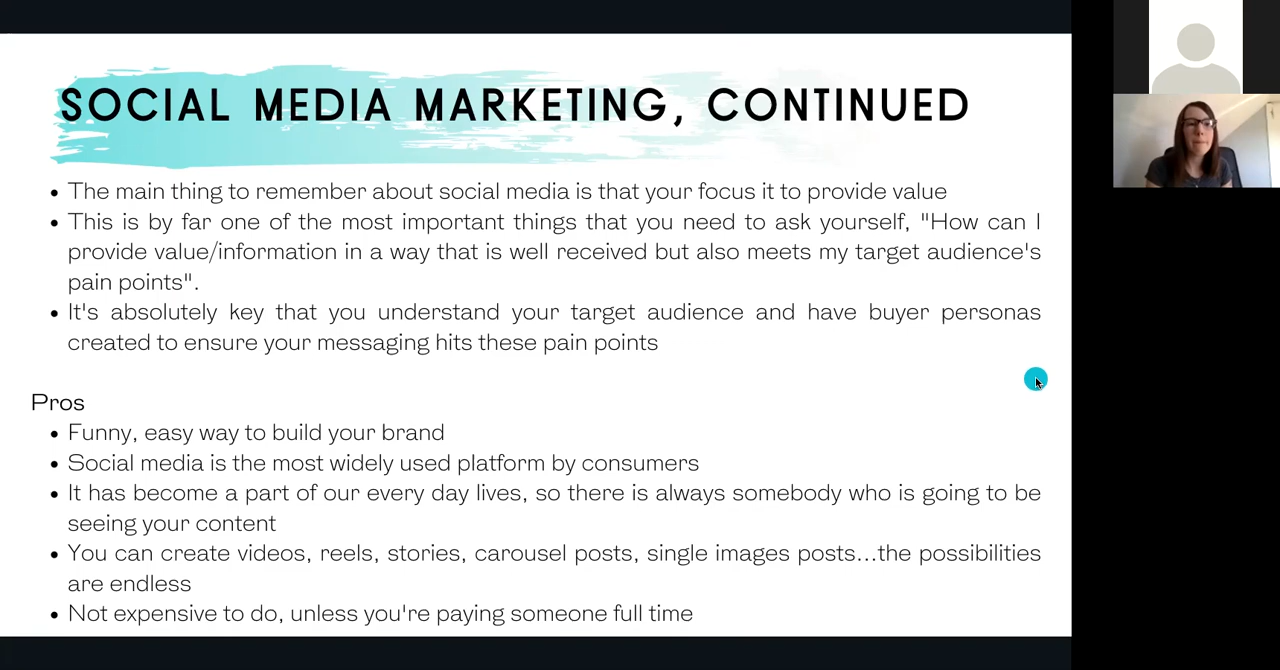 SOCIAL MEDIA MARKETING, CONTINUED
• The main thing to remember about social media is that your focus it to provide value
• This is by far one of the most important things that you need to ask yourself, "How can I
provide value/information in a way that is well received but also meets my target audience's
pain points".
• It's absolutely key that you understand your target audience and have buyer personas
created to ensure your messaging hits these pain points
Pros
• Funny, easy way to build your brand
• Social media is the most widely used platform by consumers
• It has become a part of our every day lives, so there is always somebody who is going to be
seeing your content
• You can create videos, reels, stories, carousel posts, single images posts...the possibilities
are endless
• Not expensive to do, unless you're paying someone full time